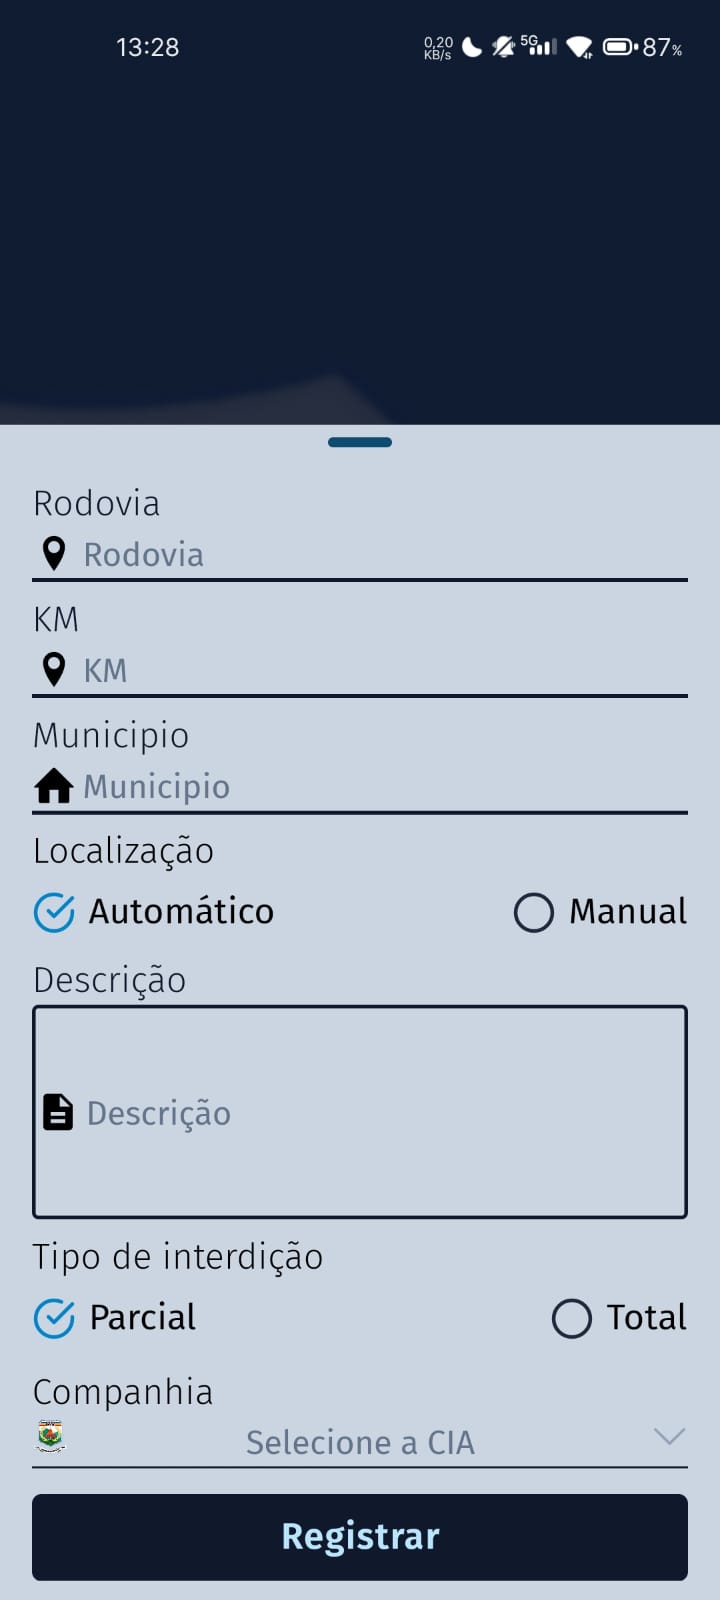 13:28 0,20 KB/s 5G 87%
Rodovia
Rodovia
KM
KM
Municipio
Municipio
Localização
Automático Manual
Descrição
Descrição
Tipo de interdição
Parcial Total
Companhia
Selecione a CIA
Registrar